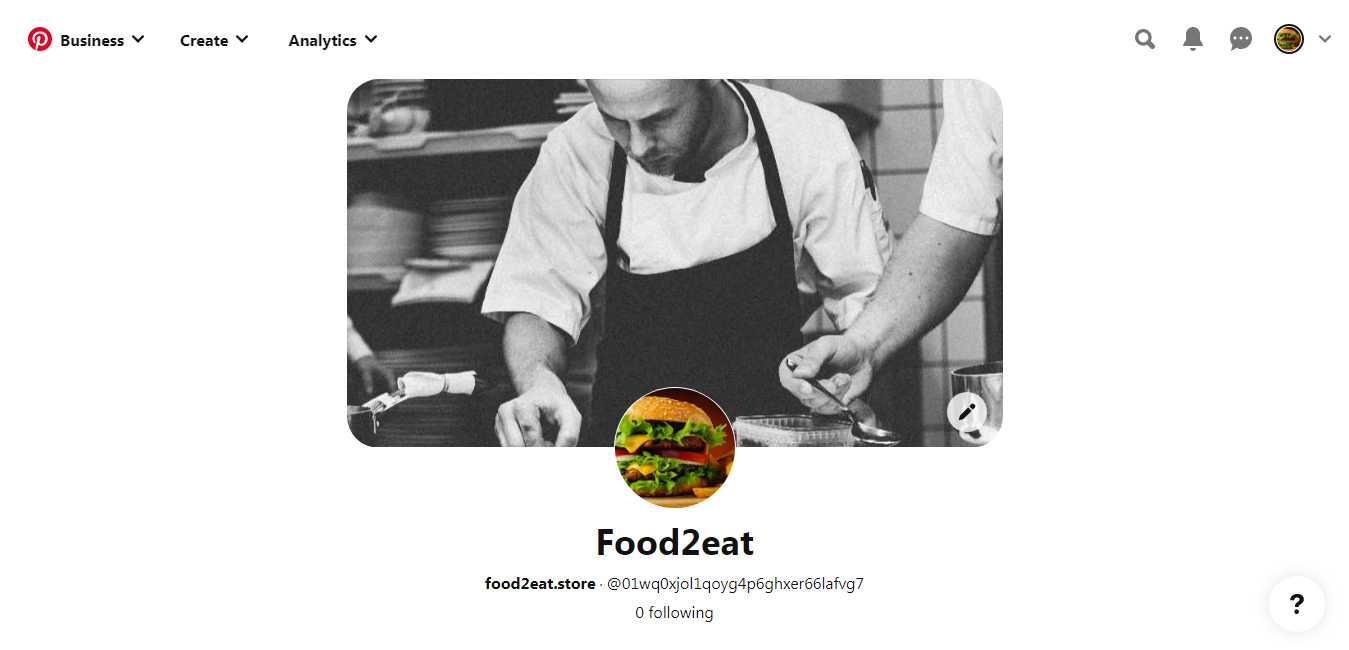 Business Create Analytics
Food2eat
food2eat.store · @01wq0xjol1qoyg4p6ghxer66lafvg7
0 following
?